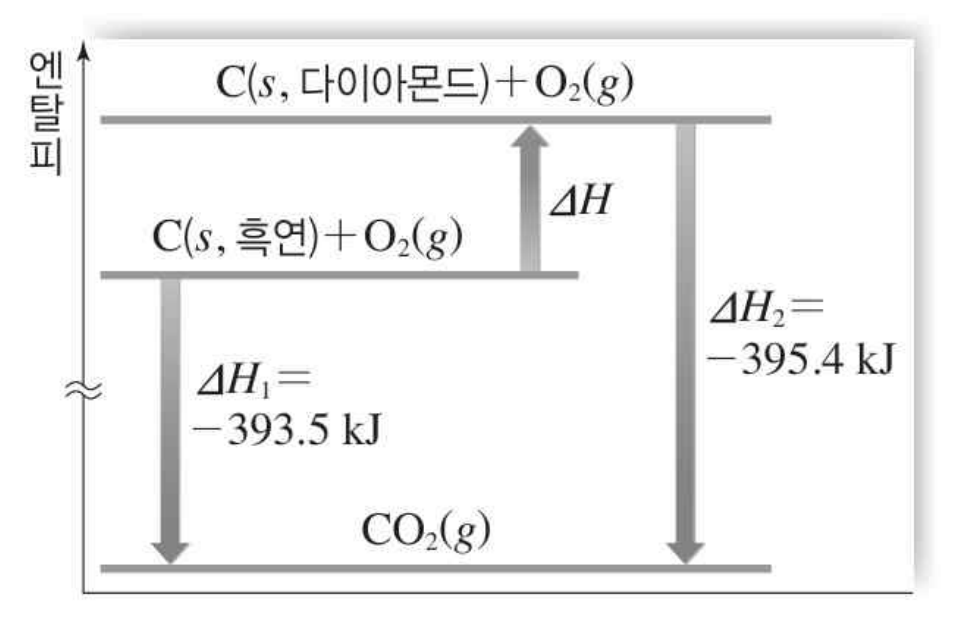 엔탈피
C(s, 다이아몬드)+O₂(g)
ΔH
C(s, 흑연)+O₂(g)
ΔH₂=
−395.4 kJ
ΔH₁=
−393.5 kJ
CO₂(g)